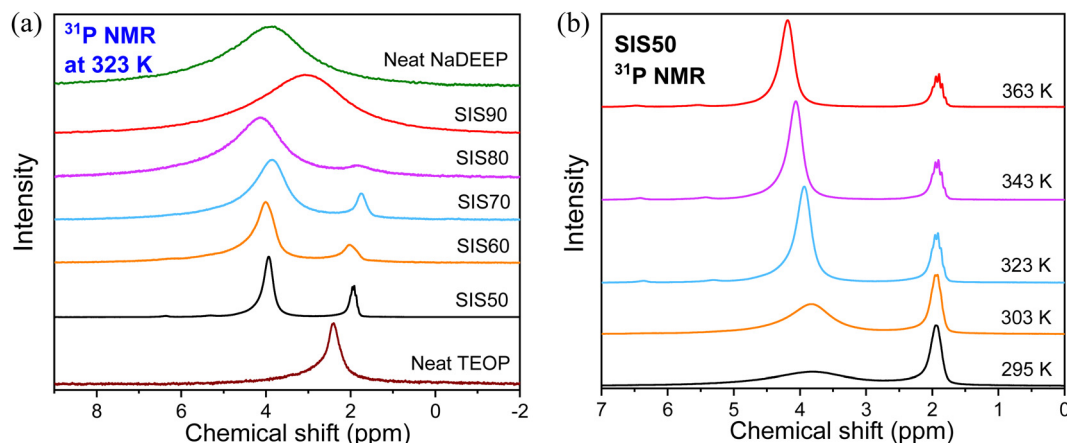 (a)
³¹P NMR
at 323 K
Neat NaDEEP
SIS90
SIS80
SIS70
SIS60
SIS50
Neat TEOP
Intensity
8 6 4 2 0 -2
Chemical shift (ppm)
(b)
SIS50
³¹P NMR
363 K
343 K
323 K
303 K
295 K
Intensity
7 6 5 4 3 2 1 0
Chemical shift (ppm)